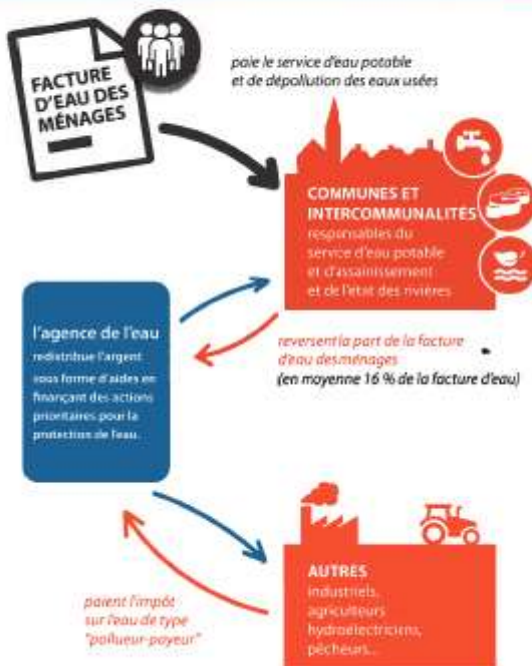 FACTURE
D'EAU DES
MÉNAGES
paie le service d'eau potable
et de dépollution des eaux usées
COMMUNES ET
INTERCOMMUNALITÉS
responsables du
service d'eau potable
et d'assainissement
et de l'état des rivières
l'agence de l'eau
redistribue l'argent
sous forme d'aides en
finançant des actions
prioritaires pour la
protection de l'eau.
reversent la part de la facture
d'eau des ménages
(en moyenne 16 % de la facture d'eau)
paient l'impôt
sur l'eau de type
"pollueur-payeur"
AUTRES
industriels,
agriculteurs
hydroélectriciens,
pêcheurs...